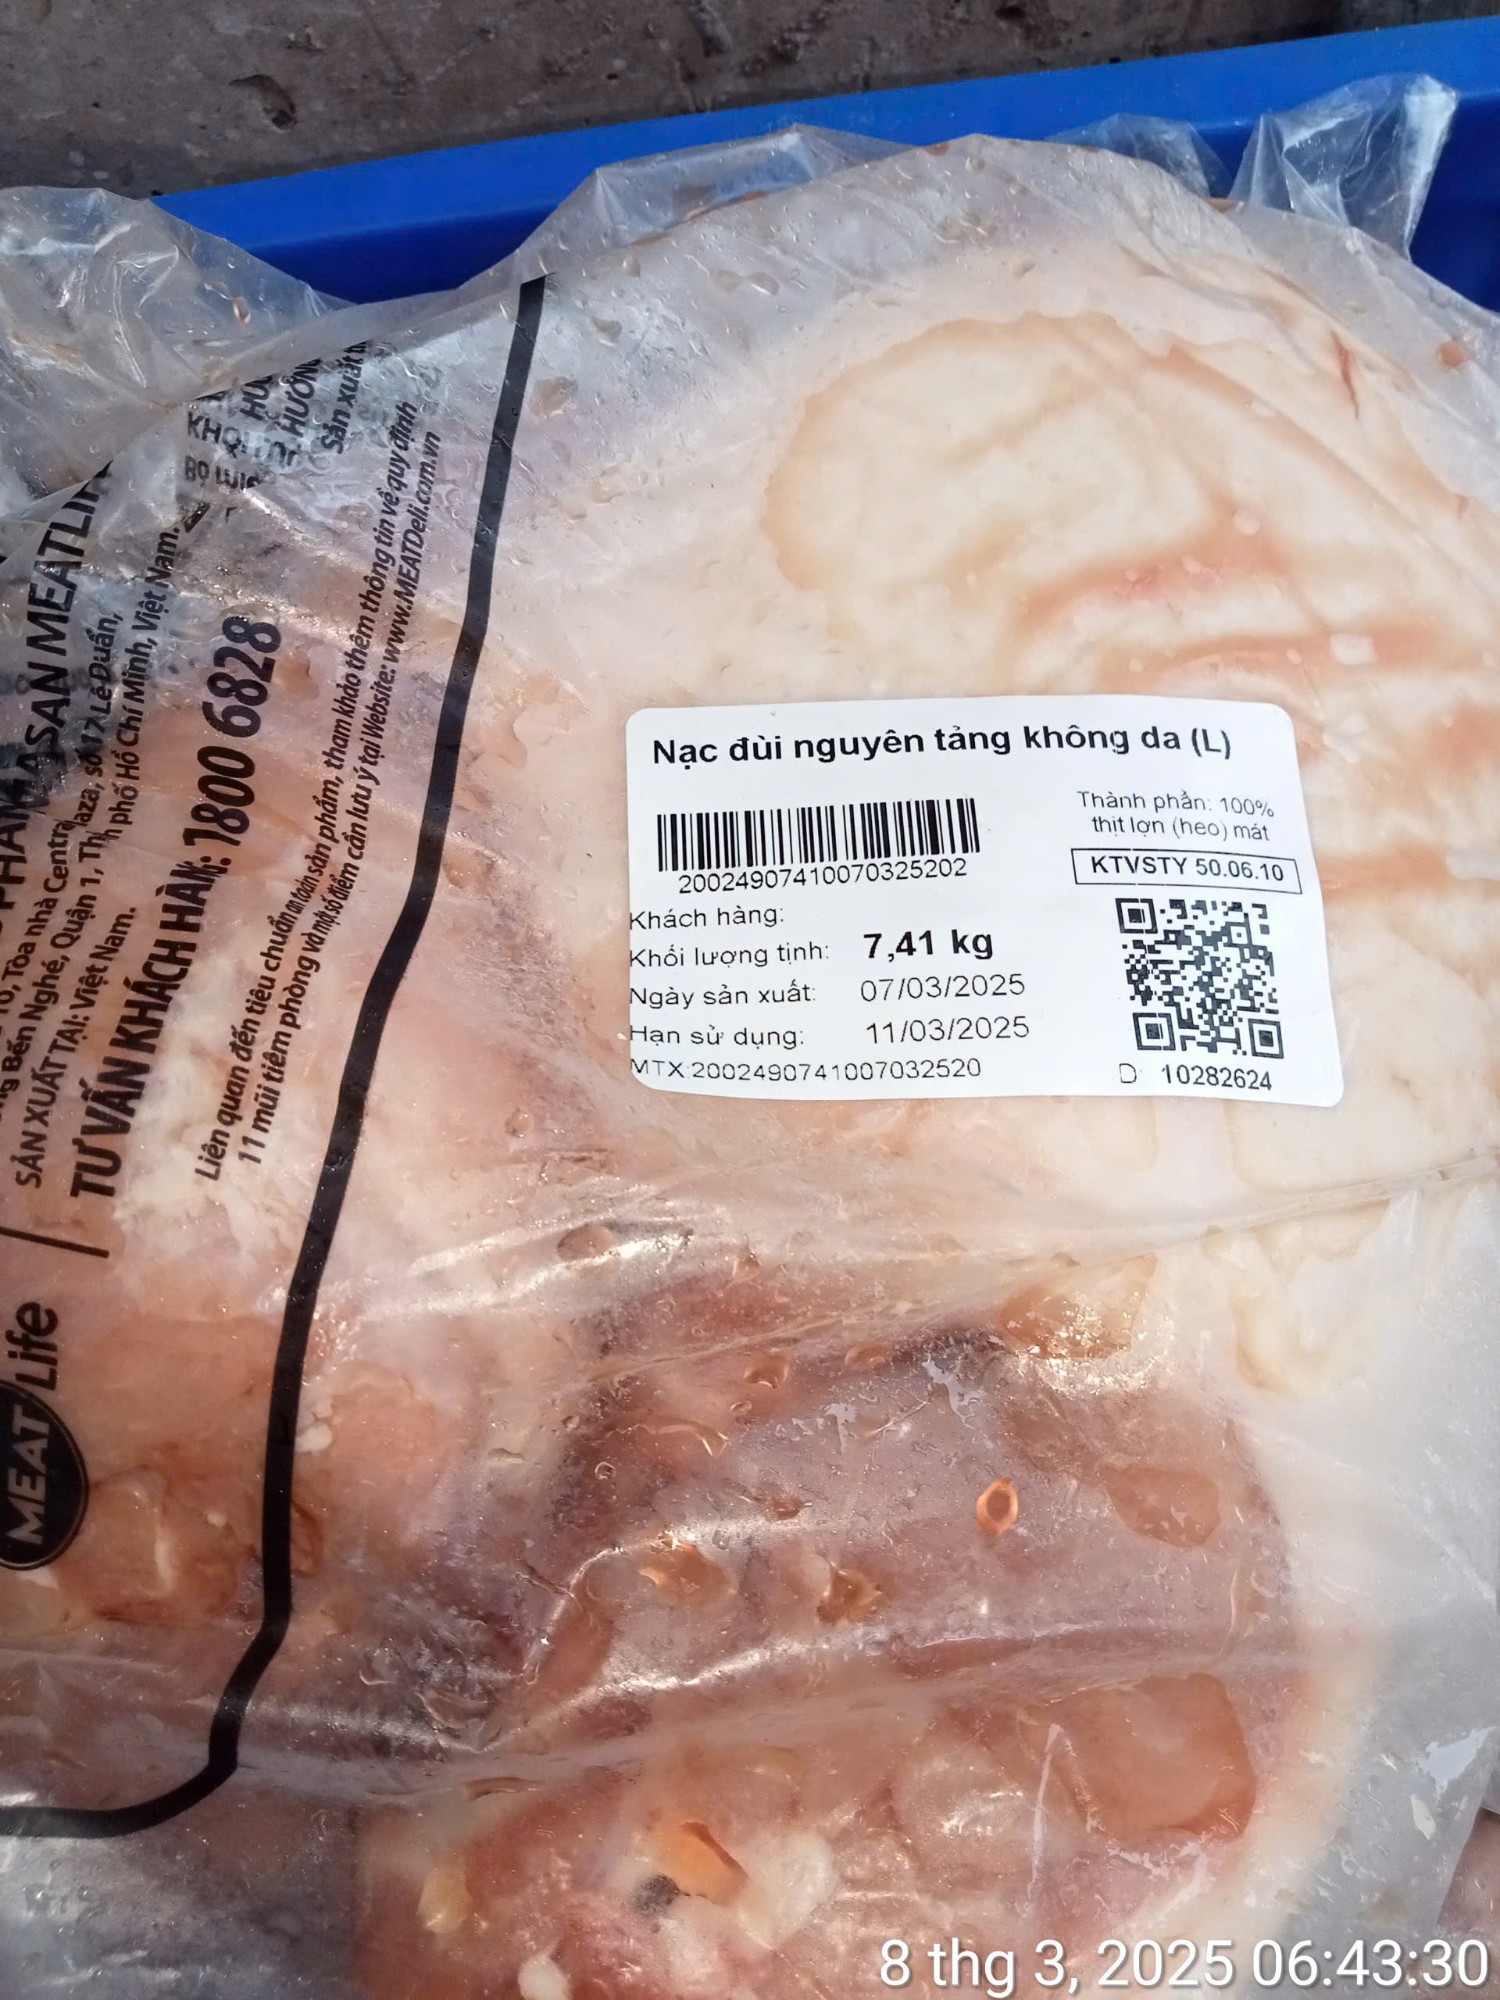 Nạc đùi nguyên tảng không da (L)
Thành phần: 100%
thịt lợn (heo) mát
KTVSTY 50.06.10
20024907410070325202
Khách hàng:
Khối lượng tịnh: 7,41 kg
Ngày sản xuất: 07/03/2025
Hạn sử dụng: 11/03/2025
MTX:2002490741007032520
D: 10282624
SAN MEATLI
10, Tòa nhà Central Plaza, số 17 Lê Duẩn,
Bến Nghé, Quận 1, Thành phố Hồ Chí Minh, Việt Nam.
SẢN XUẤT TẠI: Việt Nam.
TƯ VẤN KHÁCH HÀNG: 1800 6828
Liên quan đến tiêu chuẩn an toàn sản phẩm, tham khảo thêm thông tin về quy định
11 mũi tiêm phòng và một số điểm cần lưu ý tại Website: www.MEATDeli.com.vn
Sản xuất
MEAT Life
8 thg 3, 2025 06:43:30